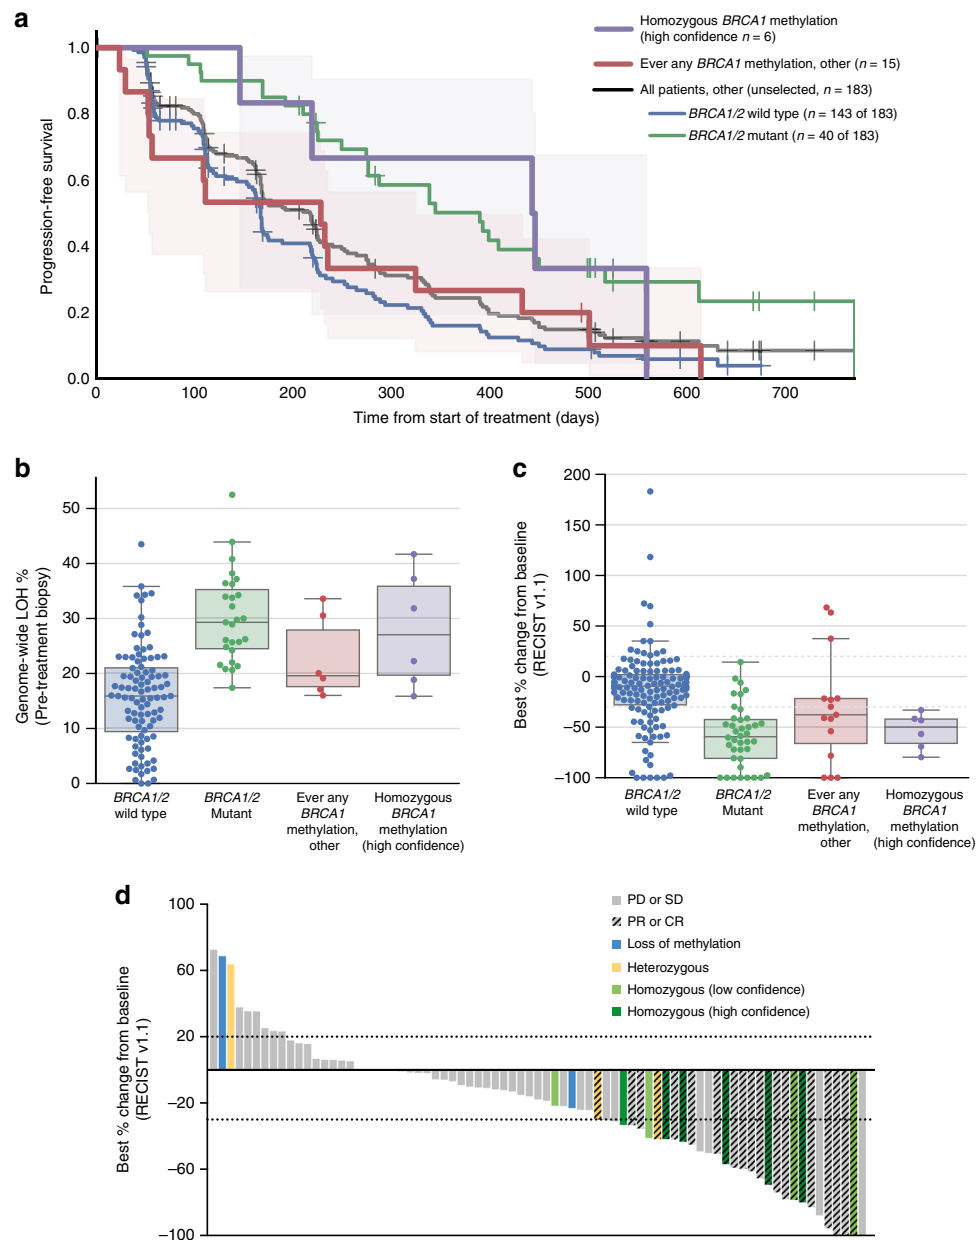 a
Homozygous BRCA1 methylation
(high confidence n = 6)
Ever any BRCA1 methylation, other (n = 15)
All patients, other (unselected, n = 183)
BRCA1/2 wild type (n = 143 of 183)
BRCA1/2 mutant (n = 40 of 183)
Progression-free survival
1.0
0.8
0.6
0.4
0.2
0.0
0 100 200 300 400 500 600 700
Time from start of treatment (days)
b
Genome-wide LOH %
(Pre-treatment biopsy)
50
40
30
20
10
0
BRCA1/2
wild type
BRCA1/2
Mutant
Ever any
BRCA1
methylation,
other
Homozygous
BRCA1
methylation
(high confidence)
c
Best % change from baseline
(RECIST v1.1)
200
150
100
50
0
−50
−100
BRCA1/2
wild type
BRCA1/2
Mutant
Ever any
BRCA1
methylation,
other
Homozygous
BRCA1
methylation
(high confidence)
d
Best % change from baseline
(RECIST v1.1)
100
60
20
−20
−60
−100
PD or SD
PR or CR
Loss of methylation
Heterozygous
Homozygous (low confidence)
Homozygous (high confidence)